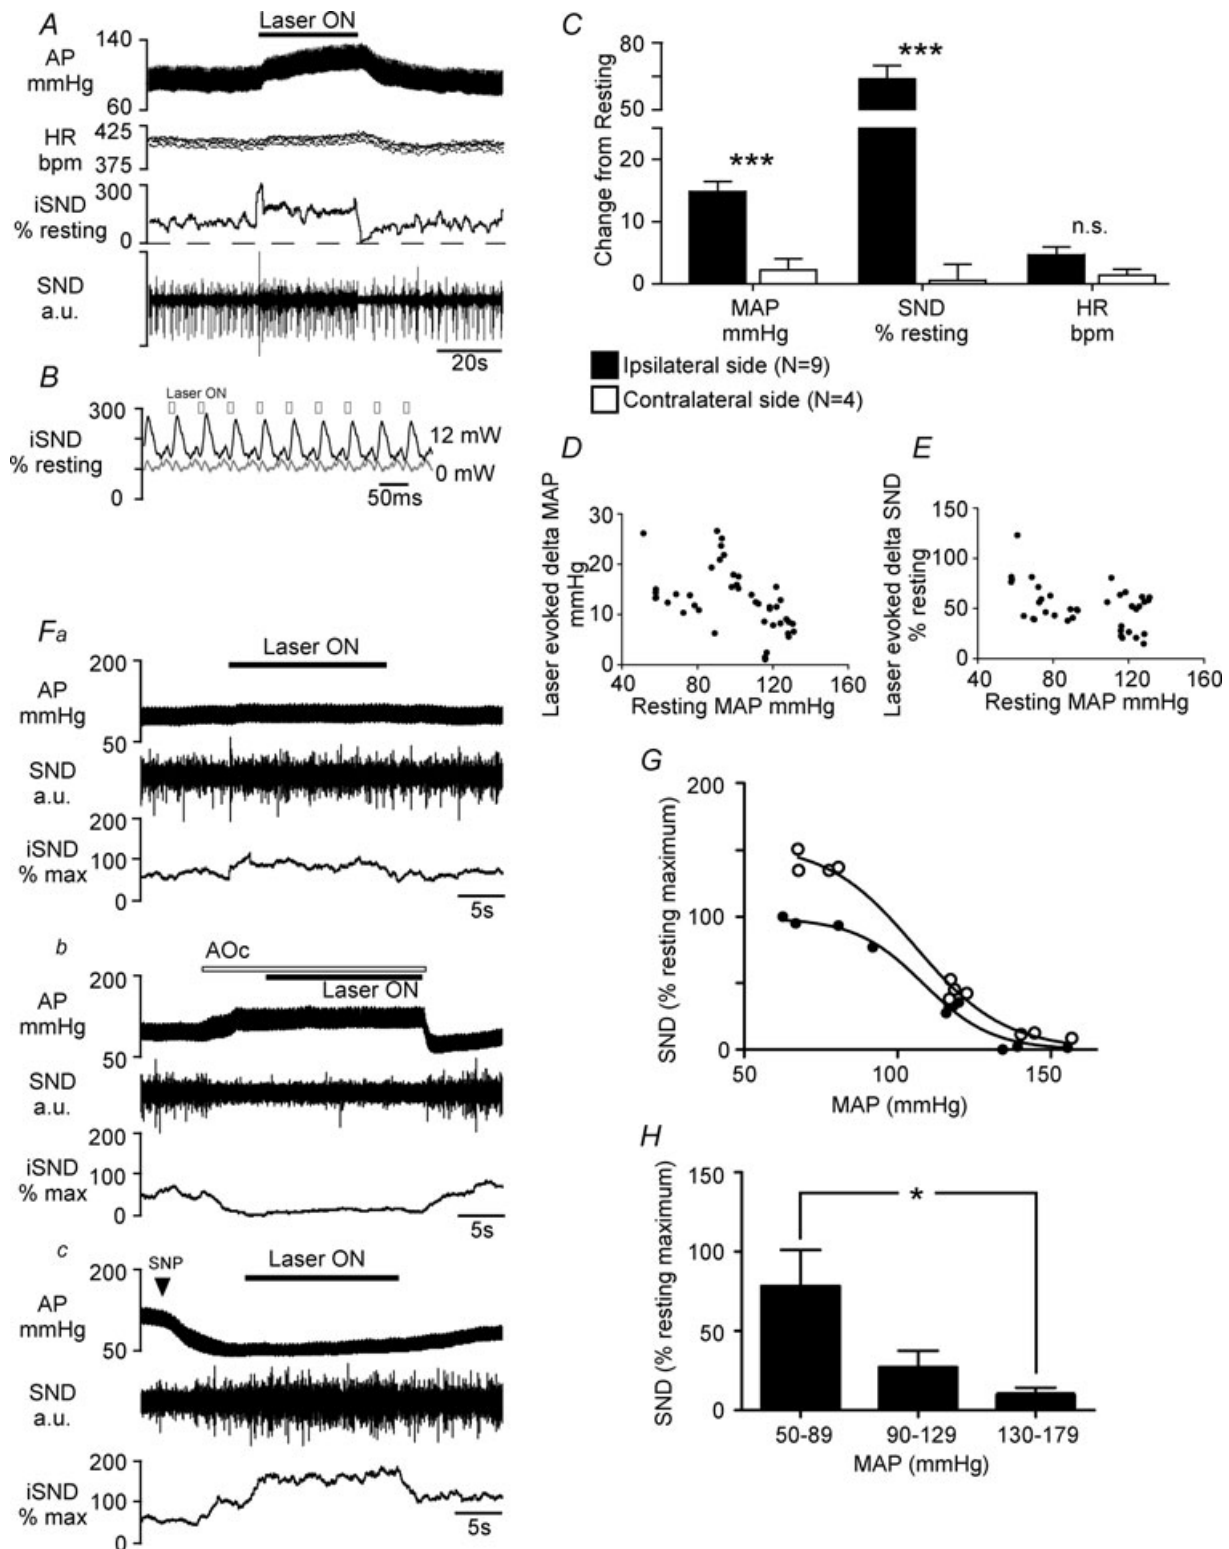 A
Laser ON
AP
mmHg
140
60
HR
bpm
425
375
iSND
% resting
300
0
SND
a.u.
20s
B
Laser ON
iSND
% resting
300
0
12 mW
0 mW
50ms
C
Change from Resting
80
50
20
10
0
***
***
n.s.
MAP
mmHg
SND
% resting
HR
bpm
Ipsilateral side (N=9)
Contralateral side (N=4)
D
Laser evoked delta MAP
mmHg
30
20
10
0
40
80
120
160
Resting MAP mmHg
E
Laser evoked delta SND
% resting
150
100
50
0
40
80
120
160
Resting MAP mmHg
Fa
Laser ON
AP
mmHg
200
50
SND
a.u.
iSND
% max
200
100
0
5s
b
AOc
Laser ON
AP
mmHg
200
50
SND
a.u.
iSND
% max
200
100
0
5s
c
SNP
Laser ON
AP
mmHg
200
50
SND
a.u.
iSND
% max
200
100
0
5s
G
SND (% resting maximum)
200
100
0
50
100
150
MAP (mmHg)
H
SND (% resting maximum)
150
100
50
0
*
50-89
90-129
130-179
MAP (mmHg)